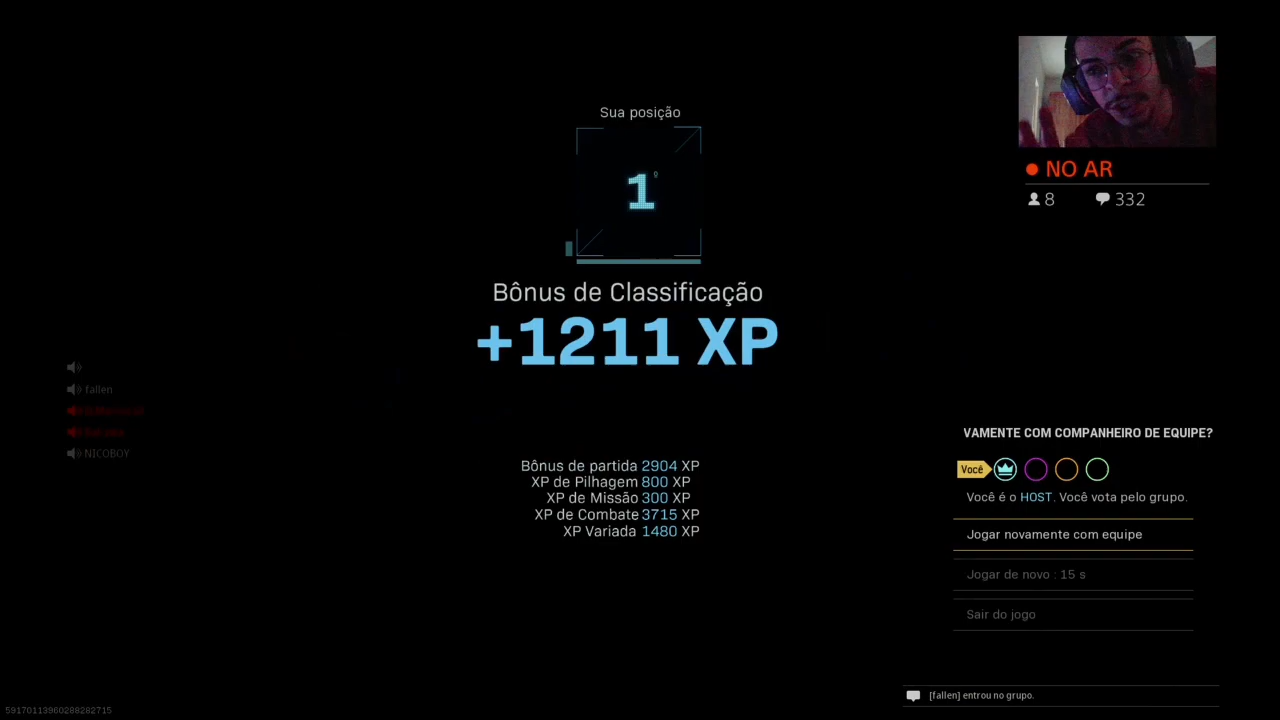 Sua posição
1º
Bônus de Classificação
+1211 XP
Bônus de partida 2904 XP
XP de Pilhagem 800 XP
XP de Missão 300 XP
XP de Combate 3715 XP
XP Variada 1480 XP
NO AR
8 332
fallen
NICOBOY
VAMENTE COM COMPANHEIRO DE EQUIPE?
Você
Você é o HOST. Você vota pelo grupo.
Jogar novamente com equipe
Jogar de novo : 15 s
Sair do jogo
[fallen] entrou no grupo.
59170113960288282715